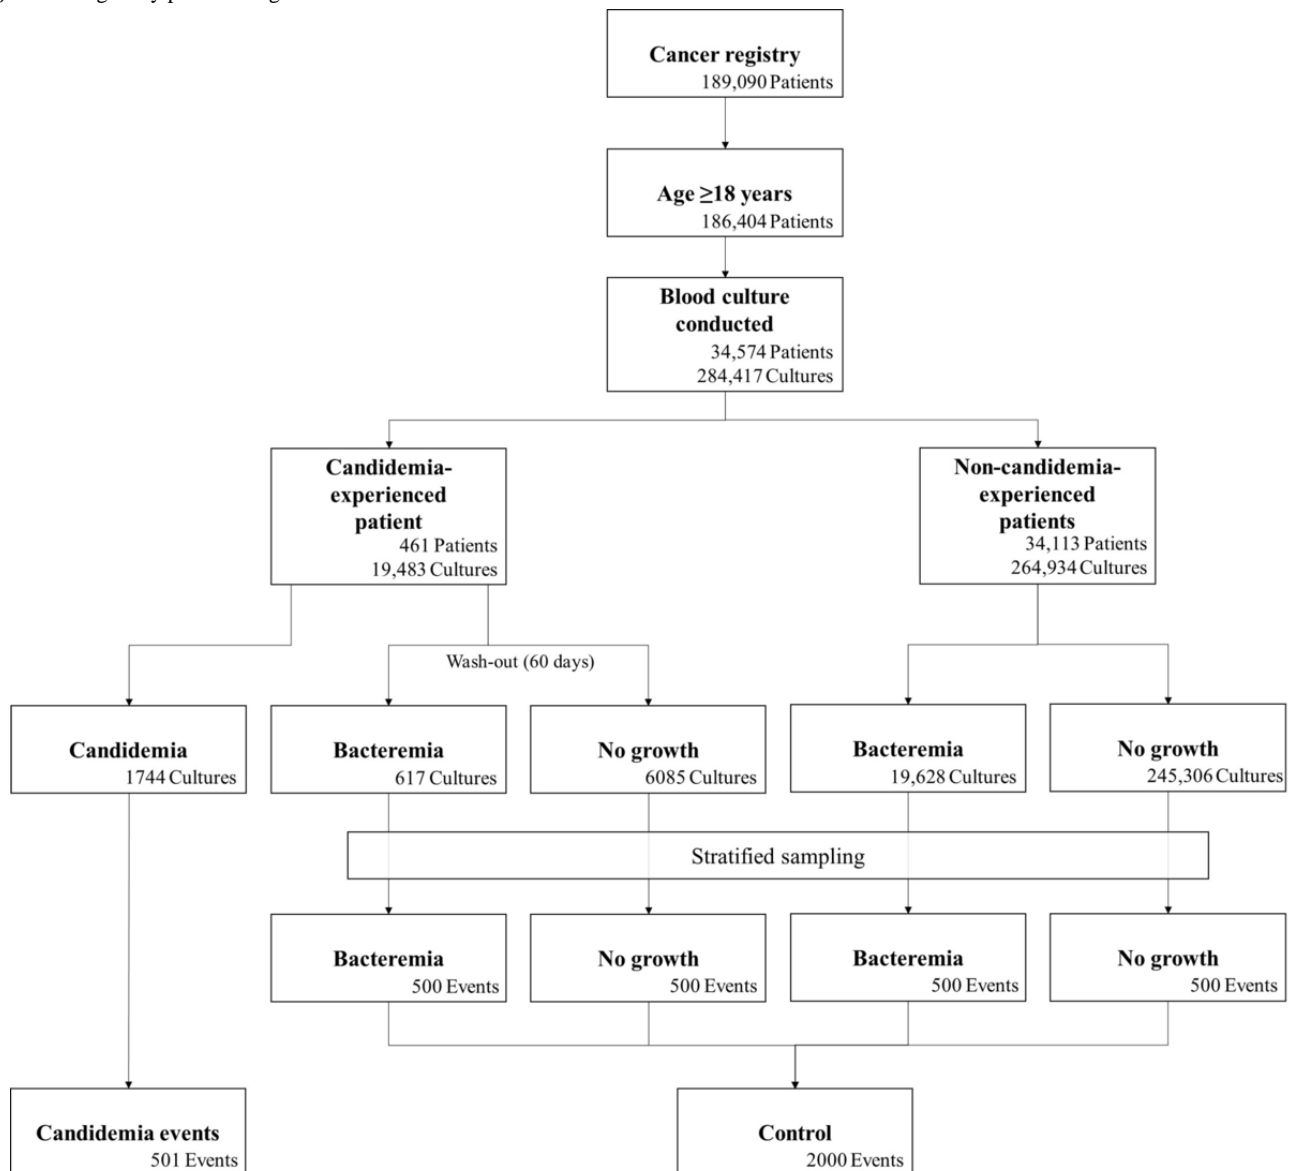 Cancer registry
189,090 Patients
Age ≥18 years
186,404 Patients
Blood culture
conducted
34,574 Patients
284,417 Cultures
Candidemia-
experienced
patient
461 Patients
19,483 Cultures
Non-candidemia-
experienced
patients
34,113 Patients
264,934 Cultures
Wash-out (60 days)
Candidemia
1744 Cultures
Bacteremia
617 Cultures
No growth
6085 Cultures
Bacteremia
19,628 Cultures
No growth
245,306 Cultures
Stratified sampling
Bacteremia
500 Events
No growth
500 Events
Bacteremia
500 Events
No growth
500 Events
Candidemia events
501 Events
Control
2000 Events